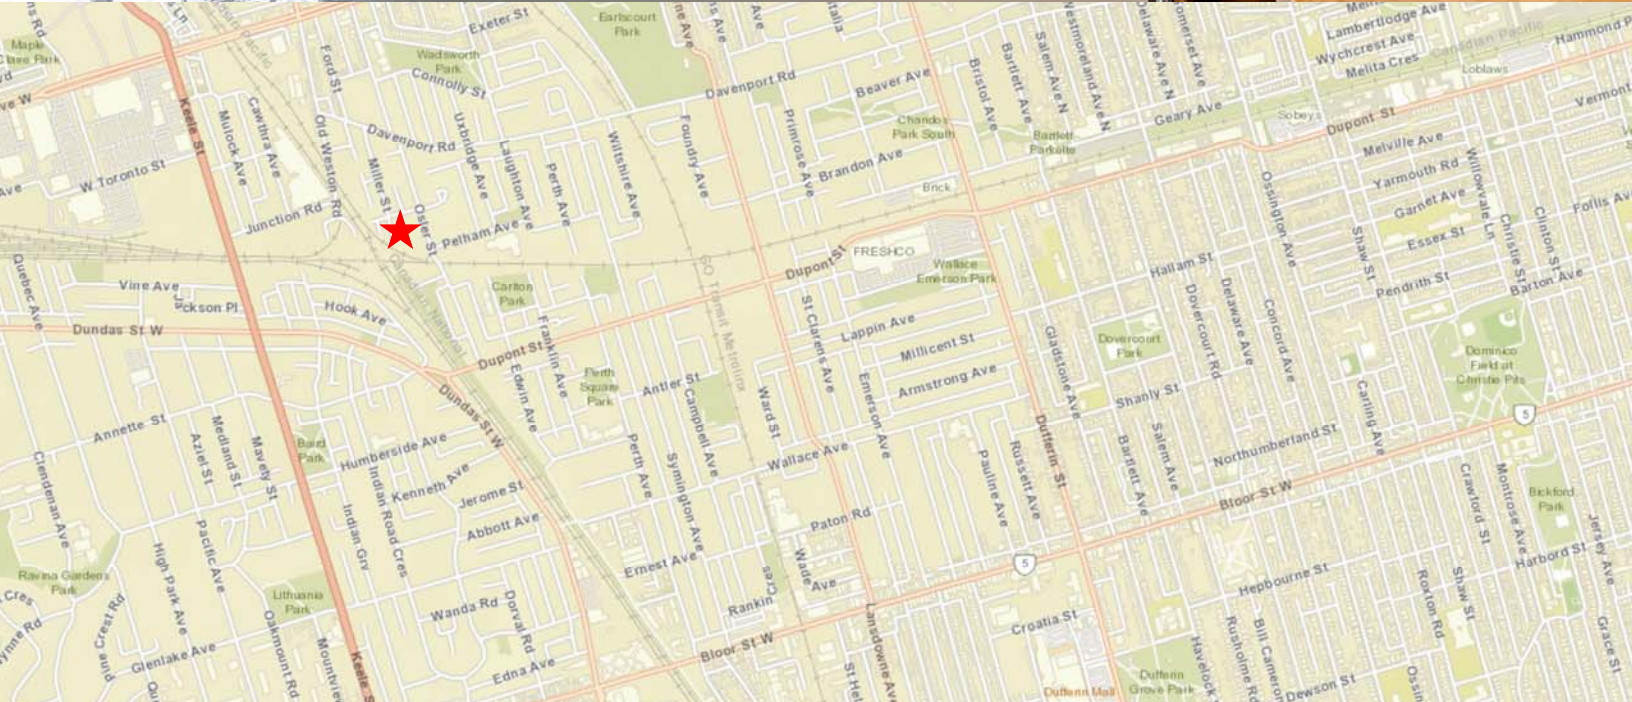 Exeter St
Earlscourt
Park
Lambertlodge Ave
Wychcrest Ave
Melita Cres
Canadian Pacific
Hammond P
Loblaws
Maple
Claire Park
Wadsworth
Park
Connolly St
Ford St
Keele St
Mulock Ave
Cawthra Ave
Old Weston Rd
Davenport Rd
Uxbridge Ave
Laughton Ave
Perth Ave
Wiltshire Ave
Foundry Ave
Davenport Rd
Primrose Ave
Beaver Ave
Chandos
Park South
Brandon Ave
Brick
Bristol Ave
Bartlett Ave
Salem Ave N
Westmoreland Ave N
Delaware Ave N
Bartlett
Parkette
Geary Ave
Sobeys
Dupont St
Melville Ave
Yarmouth Rd
Garnet Ave
Essex St
Vermont
W Toronto St
Junction Rd
Miller St
Osler St
Pelham Ave
Canadian National
Carlton
Park
GO Transit Metrolinx
Dupont St
FRESHCO
Wallace
Emerson Park
Hallam St
Ossington Ave
Shaw St
Pendrith St
Willowvale Ln
Christie St
Clinton St
Follis Ave
Barton Ave
Quebec Ave
Vine Ave
Jackson Pl
Dundas St W
Hook Ave
Dupont St
Franklin Ave
Edwin Ave
Perth
Square
Park
Antler St
Campbell Ave
Ward St
St Clarens Ave
Lappin Ave
Millicent St
Armstrong Ave
Emerson Ave
Gladstone Ave
Dovercourt
Park
Dovercourt Rd
Delaware Ave
Concord Ave
Shanly St
Carling Ave
Dominico
Field at
Christie Pits
5
Annette St
Aziel St
Medland St
Mavety St
Baird
Park
Humberside Ave
Dundas St W
Kenneth Ave
Jerome St
Abbott Ave
Indian Grv
Indian Road Cres
Perth Ave
Symington Ave
Wallace Ave
Paton Rd
Pauline Ave
Russett Ave
Dufferin St
Bartlett Ave
Salem Ave
Northumberland St
Bloor St W
Crawford St
Montrose Ave
Bickford
Park
Jersey Ave
Harbord St
Clendenan Ave
Ravina Gardens
Park
High Park Ave
Pacific Ave
Lithuania
Park
Ernest Ave
Wade Ave
Rankin Cres
5
Hepbourne St
Roxton Rd
Shaw St
Grace St
Glenlake Ave
Oakmount Rd
Keele S
Wanda Rd
Dorval Rd
Edna Ave
Bloor St W
Lansdowne Av
Croatia St
Dufferin Mall
Dufferin
Grove Park
Havelock
Rusholme Rd
Bill Cameron
Dewson St